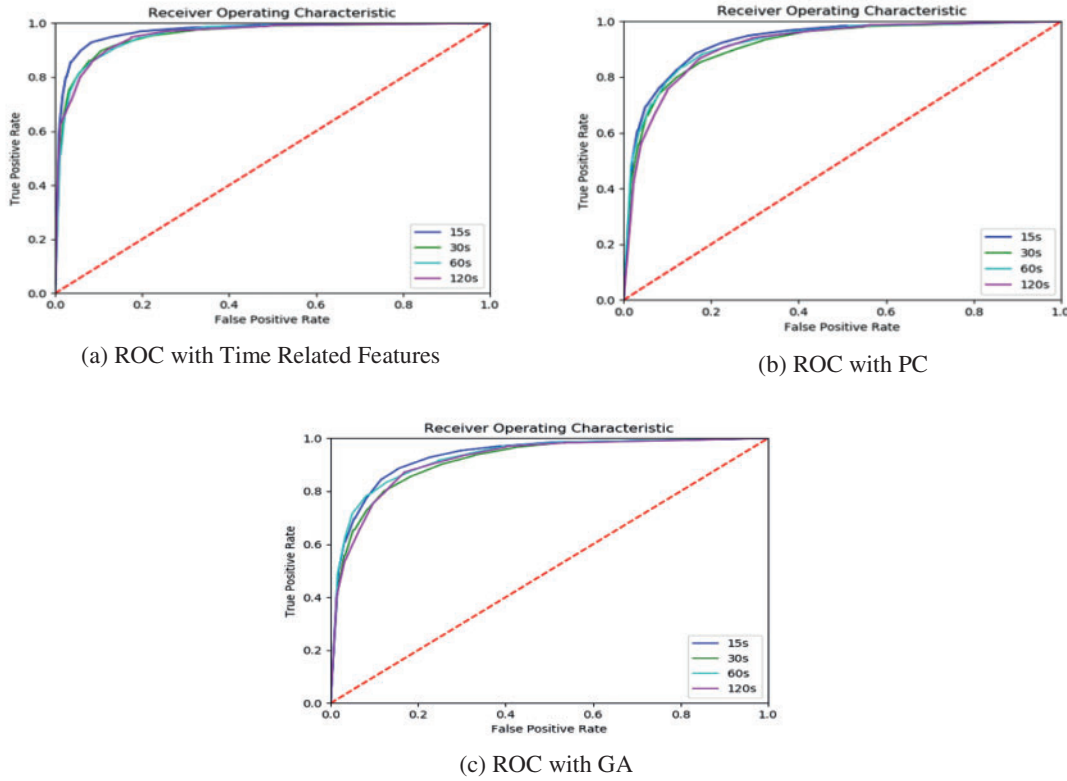 Receiver Operating Characteristic
True Positive Rate
1.0
0.8
0.6
0.4
0.2
0.0
15s
30s
60s
120s
0.0 0.2 0.4 0.6 0.8 1.0
False Positive Rate
(a) ROC with Time Related Features
Receiver Operating Characteristic
True Positive Rate
1.0
0.8
0.6
0.4
0.2
0.0
15s
30s
60s
120s
0.0 0.2 0.4 0.6 0.8 1.0
False Positive Rate
(b) ROC with PC
Receiver Operating Characteristic
True Positive Rate
1.0
0.8
0.6
0.4
0.2
0.0
15s
30s
60s
120s
0.0 0.2 0.4 0.6 0.8 1.0
False Positive Rate
(c) ROC with GA